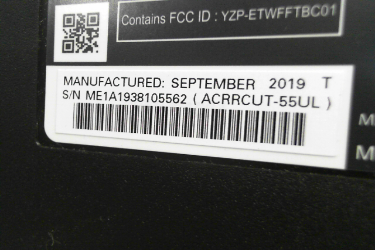 Contains FCC ID : YZP-ETWFFTBC01
MANUFACTURED: SEPTEMBER 2019 T
S/N ME1A1938105562 ( ACRRCUT-55UL )
M
M